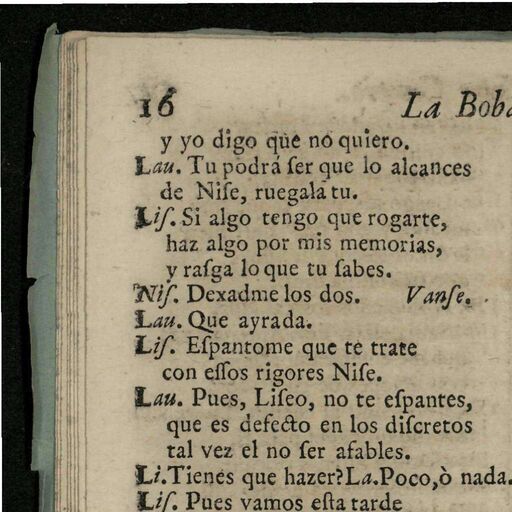 16 La Boba
y yo digo que no quiero.
Lau. Tu podrá ſer que lo alcances
de Niſe, ruegala tu.
Liſ. Si algo tengo que rogarte,
haz algo por mis memorias,
y raſga lo que tu ſabes.
Niſ. Dexadme los dos. Vanſe.
Lau. Que ayrada.
Liſ. Eſpantome que te trate
con eſſos rigores Niſe.
Lau. Pues, Liſeo, no te eſpantes,
que es defecto en los diſcretos
tal vez el no ſer afables.
Li. Tienes que hazer? La. Poco, ò nada.
Liſ. Pues vamos eſta tarde